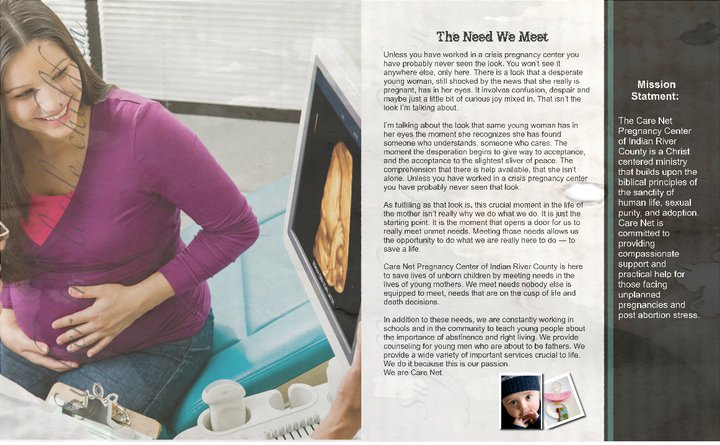 The Need We Meet
Unless you have worked in a crisis pregnancy center you
have probably never seen the look. You won't see it
anywhere else, only here. There is a look that a desperate
young woman, still shocked by the news that she really is
pregnant, has in her eyes. It involves confusion, despair and
maybe just a little bit of curious joy mixed in. That isn't the
look I'm talking about.
I'm talking about the look that same young woman has in
her eyes the moment she recognizes she has found
someone who understands, someone who cares. The
moment the desperation begins to give way to acceptance,
and the acceptance to the slightest sliver of peace. The
comprehension that there is help available, that she isn't
alone. Unless you have worked in a crisis pregnancy center
you have probably never seen that look.
As fulfilling as that look is, this crucial moment in the life of
the mother isn't really why we do what we do. It is just the
starting point. It is the moment that opens a door for us to
really meet unmet needs. Meeting those needs allows us
the opportunity to do what we are really here to do — to
save a life.
Care Net Pregnancy Center of Indian River County is here
to save lives of unborn children by meeting needs in the
lives of young mothers. We meet needs nobody else is
equipped to meet, needs that are on the cusp of life and
death decisions.
In addition to these needs, we are constantly working in
schools and in the community to teach young people about
the importance of abstinence and right living. We provide
counseling for young men who are about to be fathers. We
provide a wide variety of important services crucial to life.
We do it because this is our passion.
We are Care Net.
Mission
Statment:
The Care Net
Pregnancy Center
of Indian River
County is a Christ
centered ministry
that builds upon the
biblical principles of
the sanctity of
human life, sexual
purity, and adoption.
Care Net is
committed to
providing
compassionate
support and
practical help for
those facing
unplanned
pregnancies and
post abortion stress.